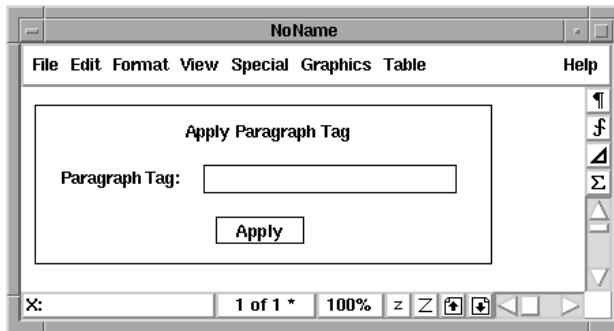 NoName
File Edit Format View Special Graphics Table Help
¶
f
Σ
Apply Paragraph Tag
Paragraph Tag:
Apply
X: 1 of 1 * 100% z Z